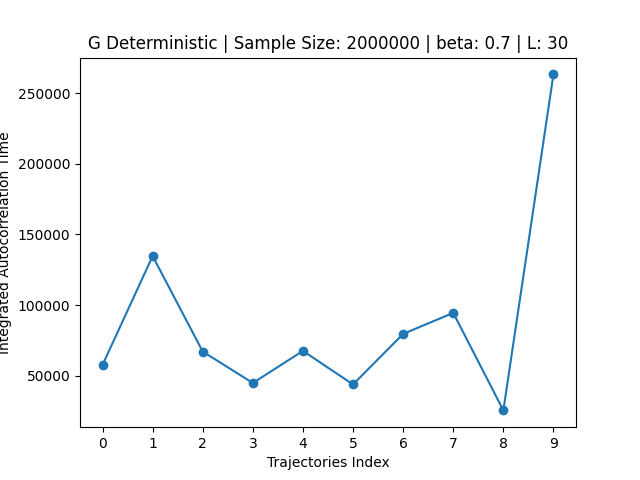 G Deterministic | Sample Size: 2000000 | beta: 0.7 | L: 30
250000
200000
150000
100000
50000
Integrated Autocorrelation Time
0 1 2 3 4 5 6 7 8 9
Trajectories Index